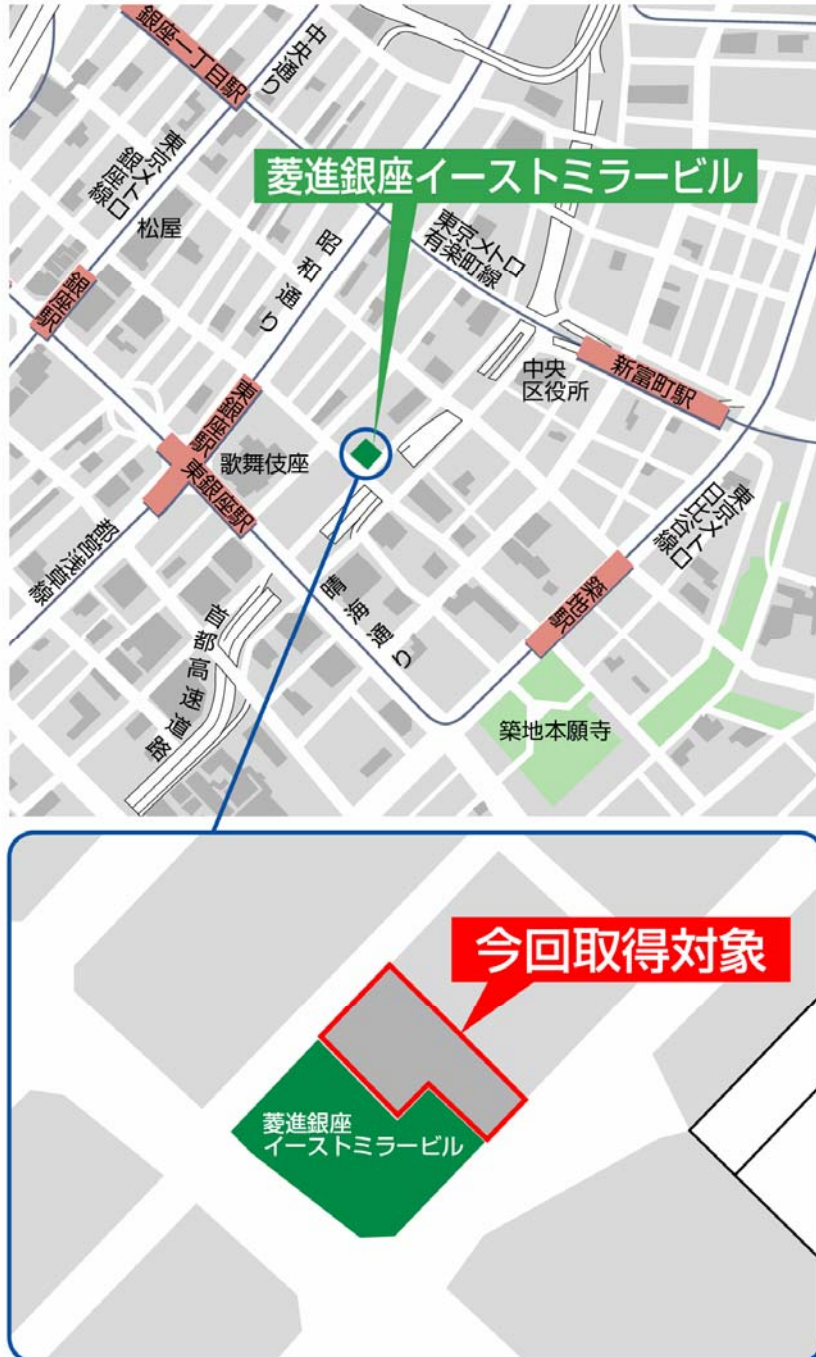 銀座一丁目駅
中央通り
東京メトロ
銀座線
菱進銀座イーストミラービル
松屋
昭和通り
東京メトロ
有楽町線
銀座駅
中央
区役所
新富町駅
東銀座駅
歌舞伎座
東銀座駅
東京メトロ
日比谷線
都営浅草線
築地駅
晴海通り
首都高速道路
築地本願寺
今回取得対象
菱進銀座
イーストミラービル